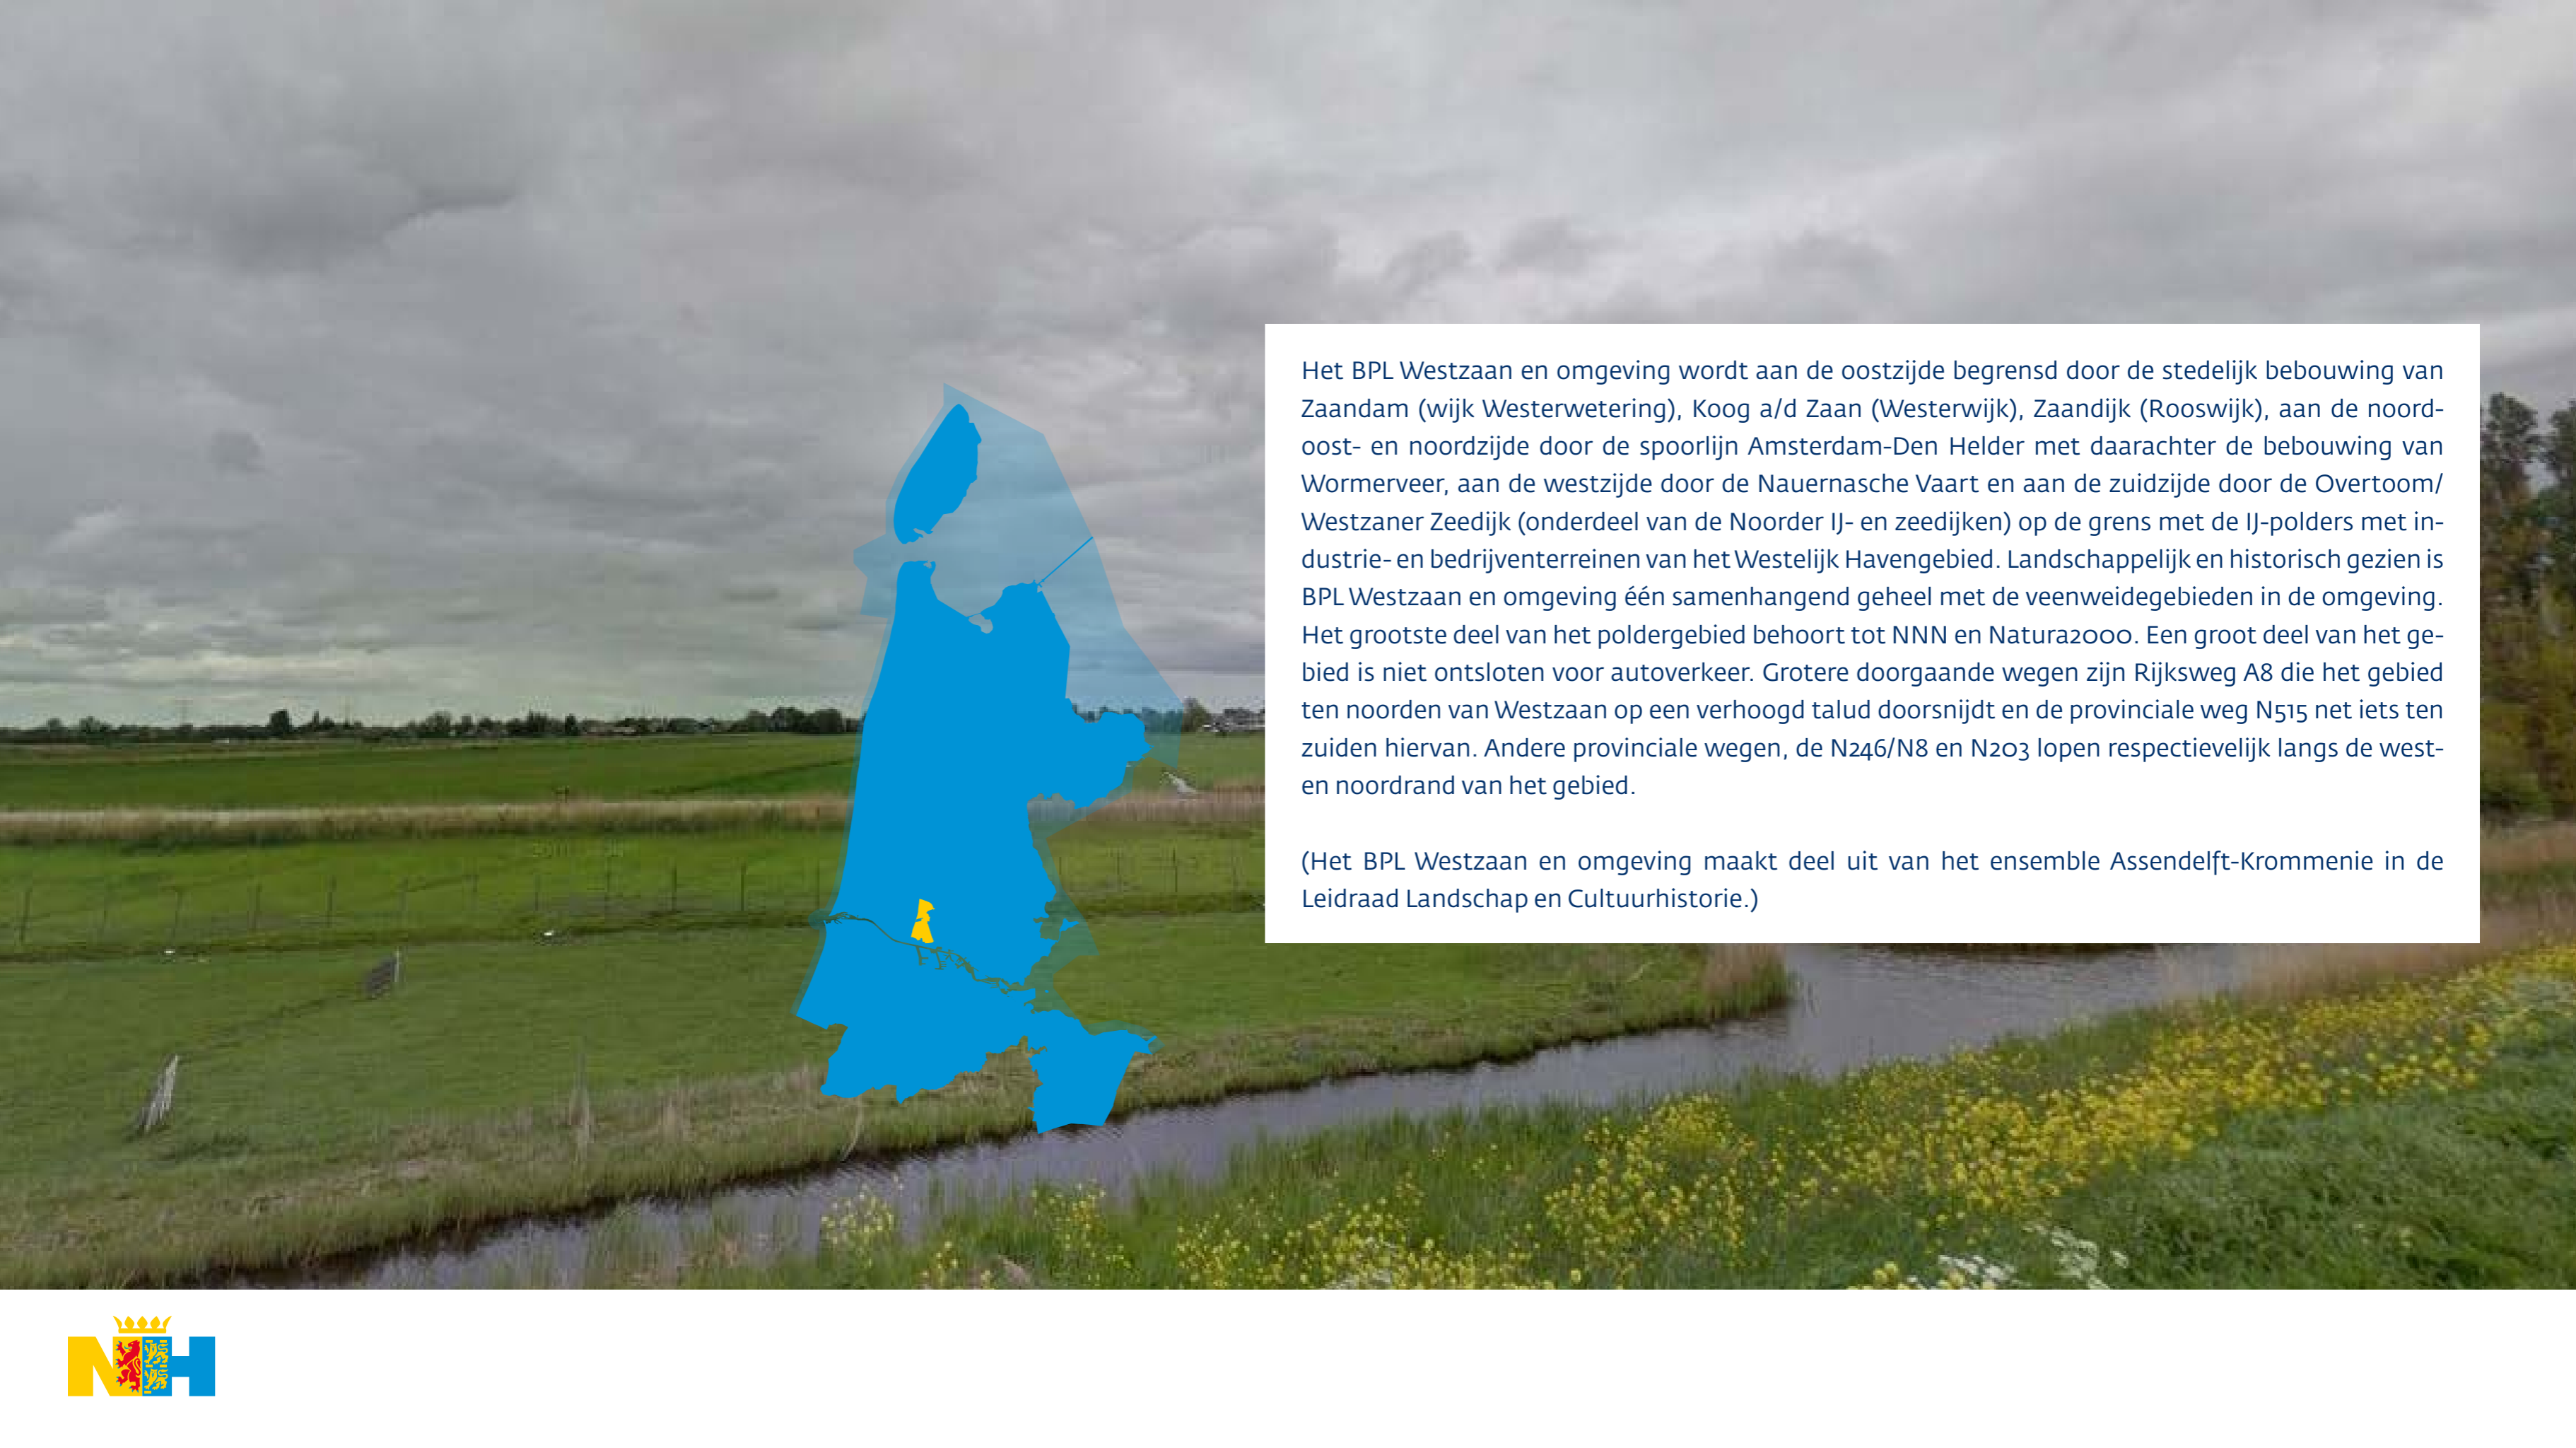 Het BPL Westzaan en omgeving wordt aan de oostzijde begrensd door de stedelijk bebouwing van
Zaandam (wijk Westerwetering), Koog a/d Zaan (Westerwijk), Zaandijk (Rooswijk), aan de noord-
oost- en noordzijde door de spoorlijn Amsterdam-Den Helder met daarachter de bebouwing van
Wormerveer, aan de westzijde door de Nauernasche Vaart en aan de zuidzijde door de Overtoom/
Westzaner Zeedijk (onderdeel van de Noorder IJ- en zeedijken) op de grens met de IJ-polders met in-
dustrie- en bedrijventerreinen van het Westelijk Havengebied. Landschappelijk en historisch gezien is
BPL Westzaan en omgeving één samenhangend geheel met de veenweidegebieden in de omgeving.
Het grootste deel van het poldergebied behoort tot NNN en Natura2000. Een groot deel van het ge-
bied is niet ontsloten voor autoverkeer. Grotere doorgaande wegen zijn Rijksweg A8 die het gebied
ten noorden van Westzaan op een verhoogd talud doorsnijdt en de provinciale weg N515 net iets ten
zuiden hiervan. Andere provinciale wegen, de N246/N8 en N203 lopen respectievelijk langs de west-
en noordrand van het gebied.
(Het BPL Westzaan en omgeving maakt deel uit van het ensemble Assendelft-Krommenie in de
Leidraad Landschap en Cultuurhistorie.)
NH